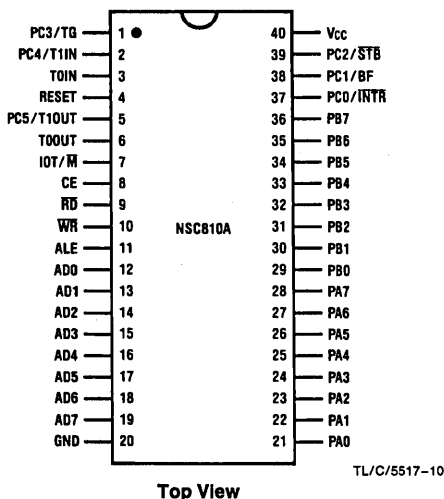 PC3/TG 1 40 VCC
PC4/T1IN 2 39 PC2/STB
T0IN 3 38 PC1/BF
RESET 4 37 PC0/INTR
PC5/T1OUT 5 36 PB7
T0OUT 6 35 PB6
IOT/M 7 34 PB5
CE 8 33 PB4
RD 9 32 PB3
WR 10 NSC810A 31 PB2
ALE 11 30 PB1
AD0 12 29 PB0
AD1 13 28 PA7
AD2 14 27 PA6
AD3 15 26 PA5
AD4 16 25 PA4
AD5 17 24 PA3
AD6 18 23 PA2
AD7 19 22 PA1
GND 20 21 PA0
TL/C/5517-10
Top View